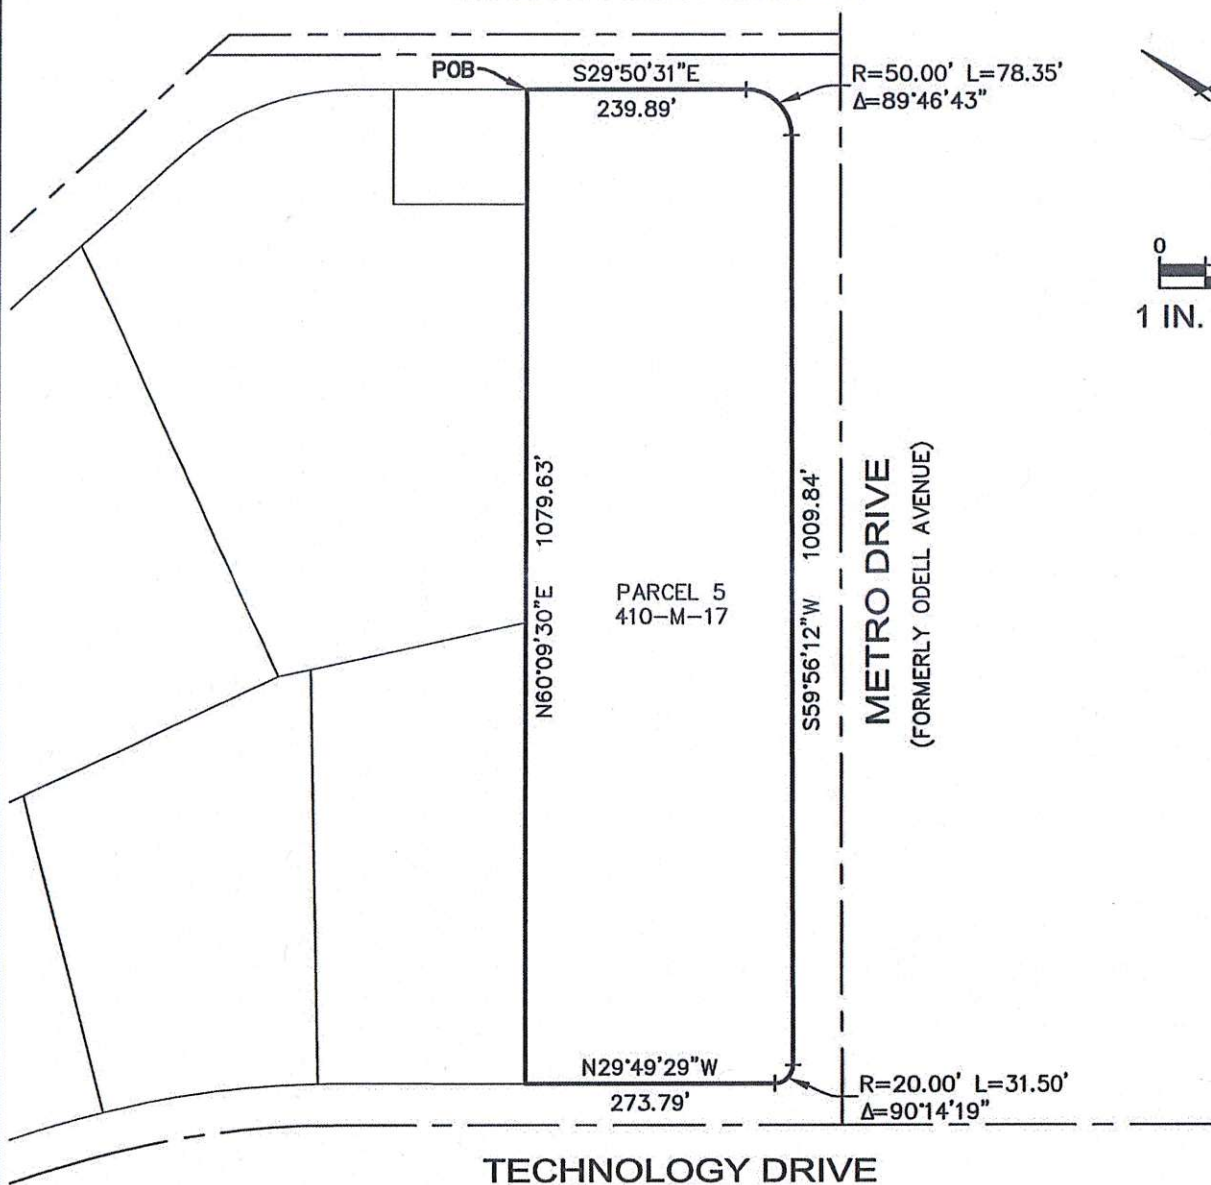 POB
S29°50'31"E
239.89'
R=50.00' L=78.35'
Δ=89°46'43"
0
1 IN.
N60°09'30"E 1079.63'
PARCEL 5
410-M-17
S59°56'12"W 1009.84'
METRO DRIVE
(FORMERLY ODELL AVENUE)
N29°49'29"W
273.79'
R=20.00' L=31.50'
Δ=90°14'19"
TECHNOLOGY DRIVE